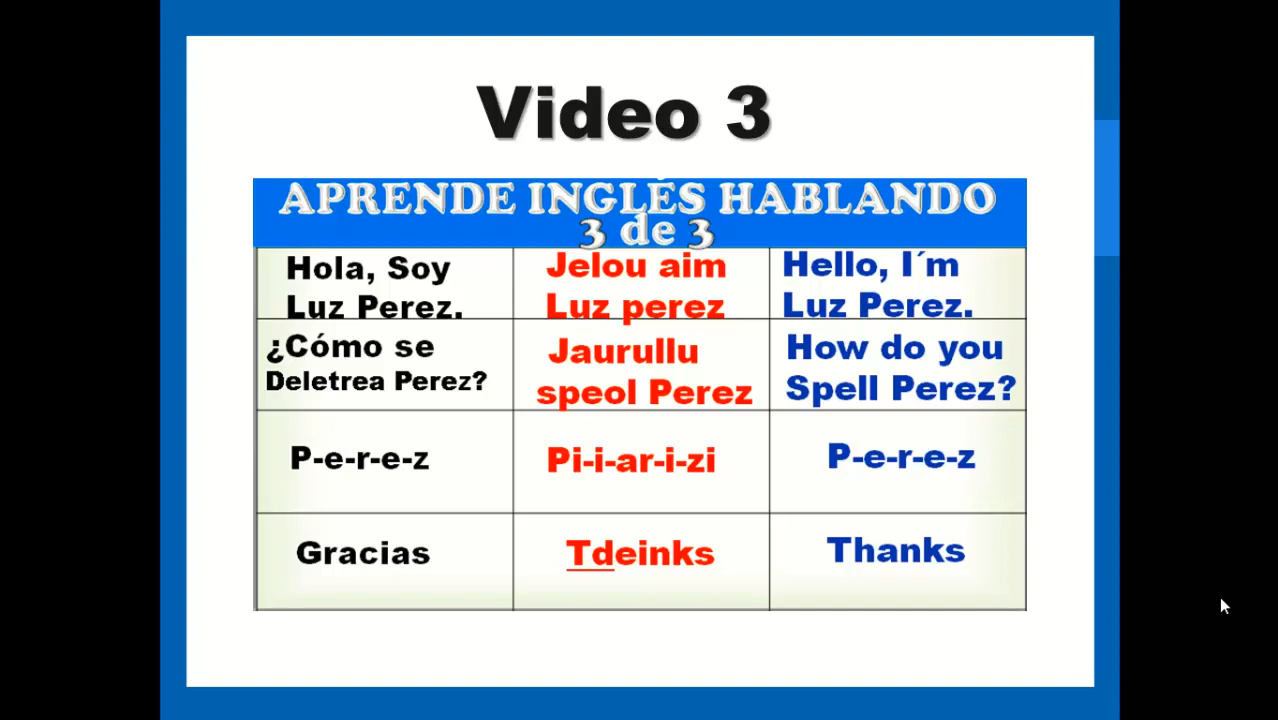 Video 3
APRENDE INGLÉS HABLANDO
3 de 3
Hola, Soy
Luz Perez.
Jelou aim
Luz perez
Hello, I´m
Luz Perez.
¿Cómo se
Deletrea Perez?
Jaurullu
speol Perez
How do you
Spell Perez?
P-e-r-e-z
Pi-i-ar-i-zi
P-e-r-e-z
Gracias
Tdeinks
Thanks